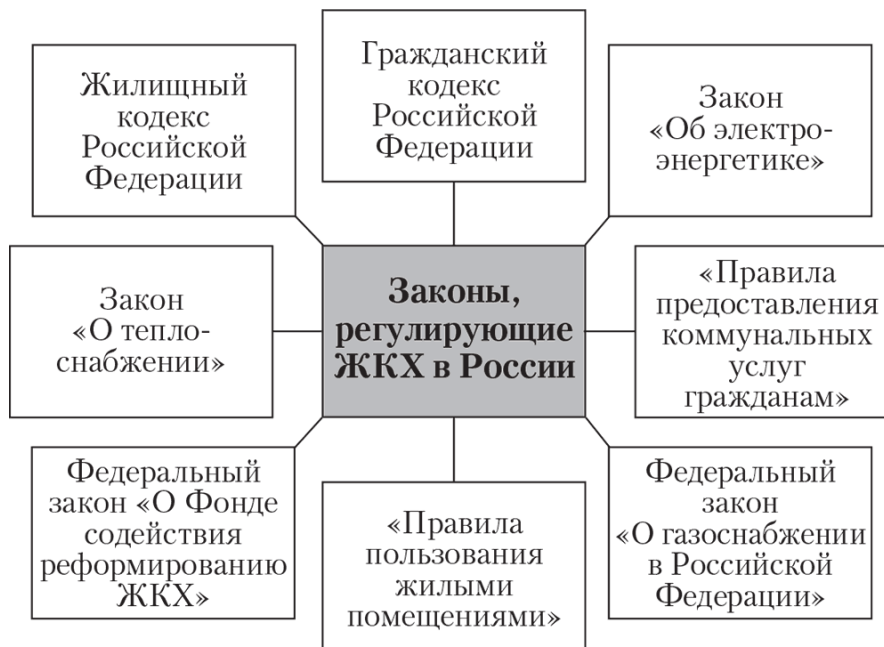 Жилищный
кодекс
Российской
Федерации
Гражданский
кодекс
Российской
Федерации
Закон
«Об электро-
энергетике»
Закон
«О тепло-
снабжении»
Законы,
регулирующие
ЖКХ в России
«Правила
предоставления
коммунальных
услуг
гражданам»
Федеральный
закон «О Фонде
содействия
реформированию
ЖКХ»
«Правила
пользования
жилыми
помещениями»
Федеральный
закон
«О газоснабжении
в Российской
Федерации»